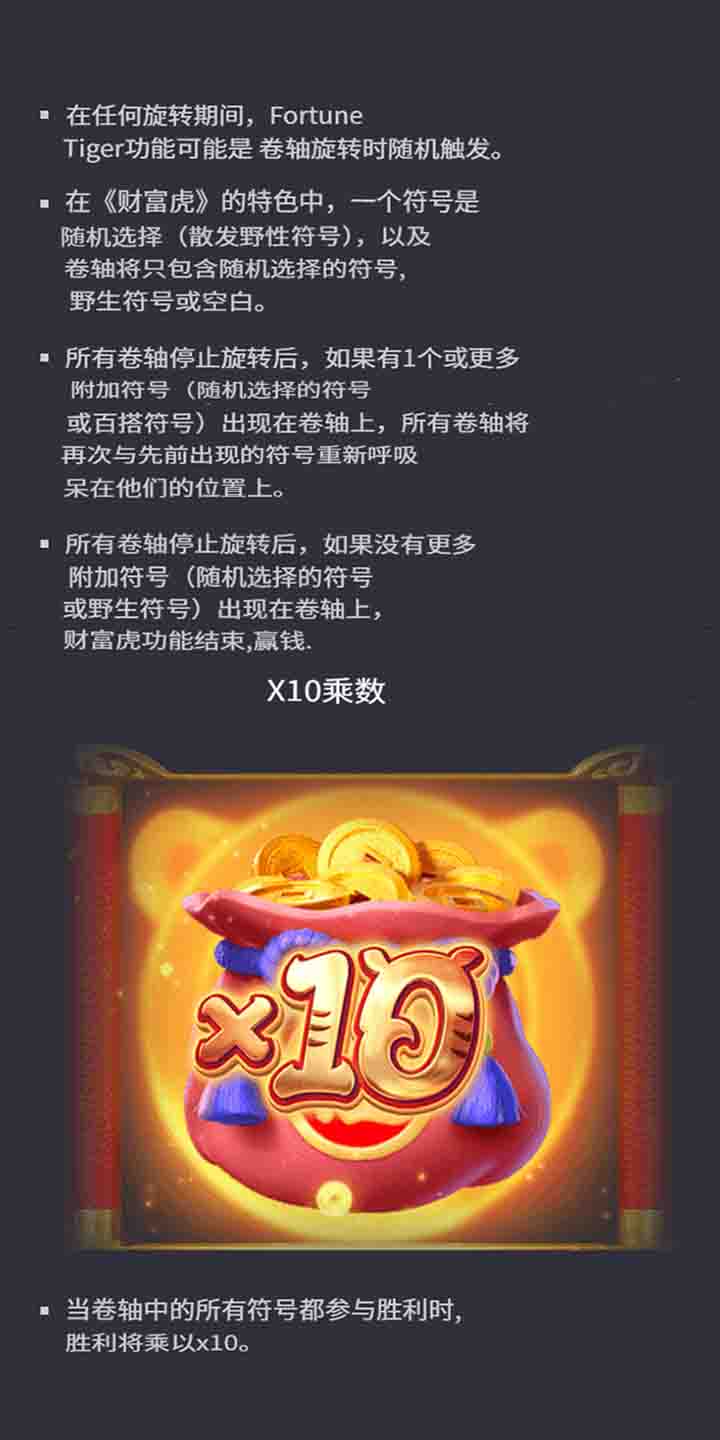 在任何旋转期间，Fortune
Tiger功能可能是 卷轴旋转时随机触发。
在《财富虎》的特色中，一个符号是
随机选择（散发野性符号），以及
卷轴将只包含随机选择的符号,
野生符号或空白。
所有卷轴停止旋转后，如果有1个或更多
附加符号（随机选择的符号
或百搭符号）出现在卷轴上，所有卷轴将
再次与先前出现的符号重新呼吸
呆在他们的位置上。
所有卷轴停止旋转后，如果没有更多
附加符号（随机选择的符号
或野生符号）出现在卷轴上，
财富虎功能结束,赢钱.
X10乘数
x10
当卷轴中的所有符号都参与胜利时,
胜利将乘以x10。